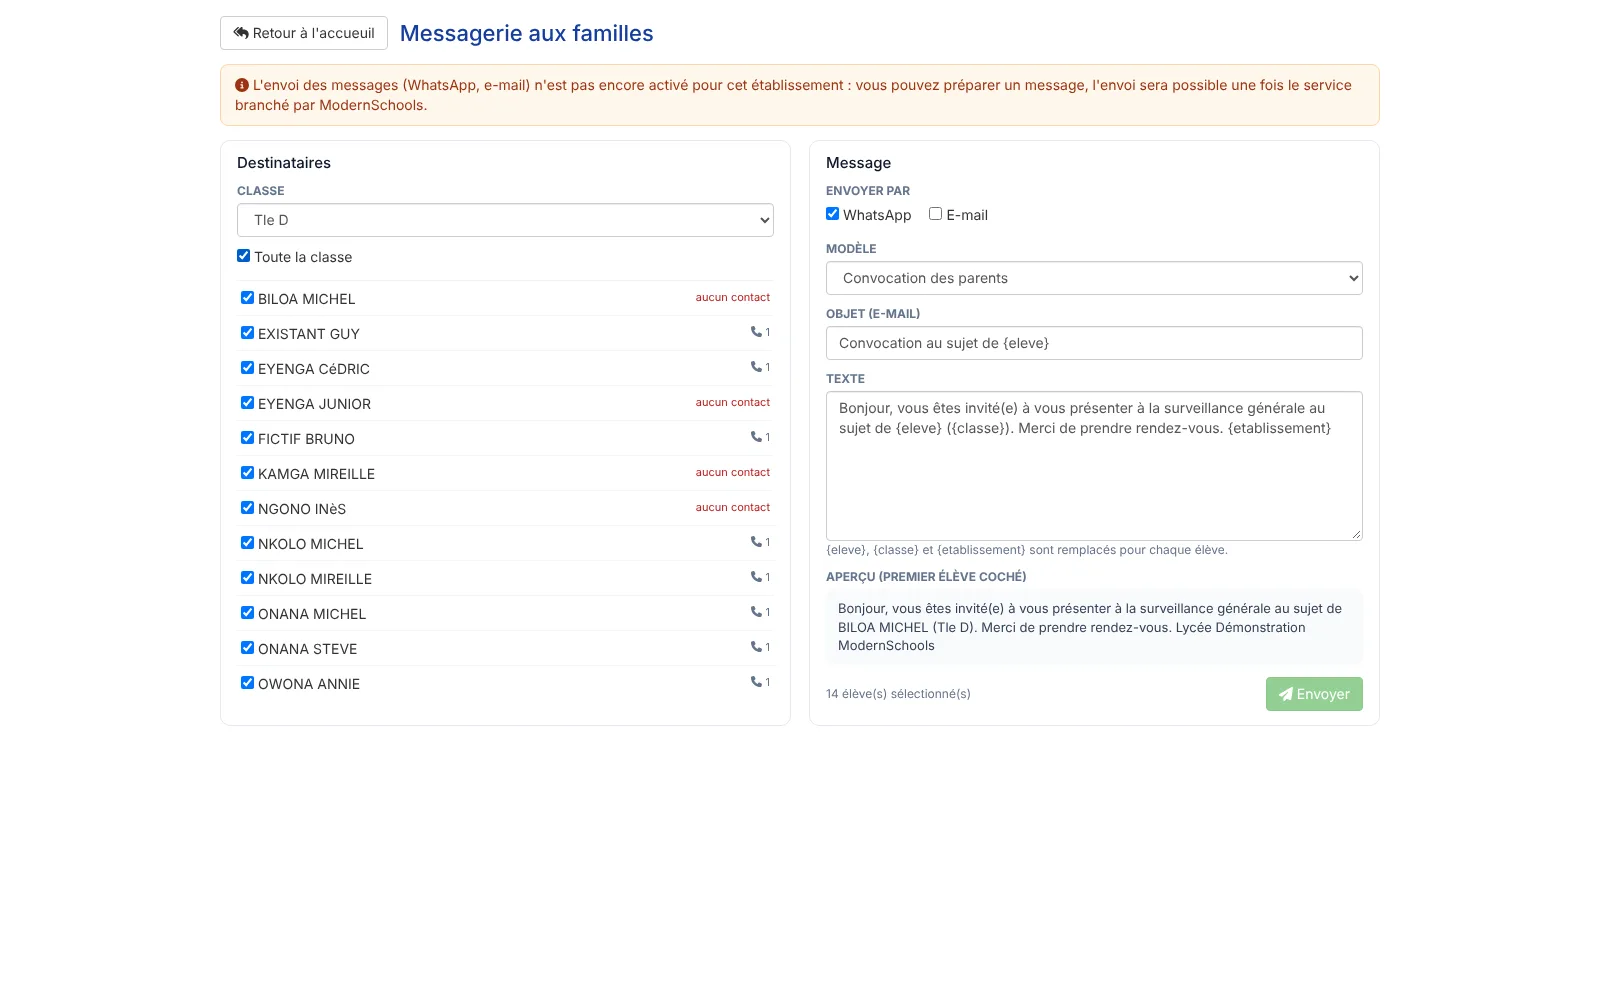 Retour à l'accueuil
Messagerie aux familles
L'envoi des messages (WhatsApp, e-mail) n'est pas encore activé pour cet établissement : vous pouvez préparer un message, l'envoi sera possible une fois le service
branché par ModernSchools.
Destinataires
CLASSE
Tle D
Toute la classe
BILOA MICHEL aucun contact
EXISTANT GUY 1
EYENGA CéDRIC 1
EYENGA JUNIOR aucun contact
FICTIF BRUNO 1
KAMGA MIREILLE aucun contact
NGONO INèS aucun contact
NKOLO MICHEL 1
NKOLO MIREILLE 1
ONANA MICHEL 1
ONANA STEVE 1
OWONA ANNIE 1
Message
ENVOYER PAR
WhatsApp E-mail
MODÈLE
Convocation des parents
OBJET (E-MAIL)
Convocation au sujet de {eleve}
TEXTE
Bonjour, vous êtes invité(e) à vous présenter à la surveillance générale au
sujet de {eleve} ({classe}). Merci de prendre rendez-vous. {etablissement}
{eleve}, {classe} et {etablissement} sont remplacés pour chaque élève.
APERÇU (PREMIER ÉLÈVE COCHÉ)
Bonjour, vous êtes invité(e) à vous présenter à la surveillance générale au sujet de
BILOA MICHEL (Tle D). Merci de prendre rendez-vous. Lycée Démonstration
ModernSchools
14 élève(s) sélectionné(s)
Envoyer